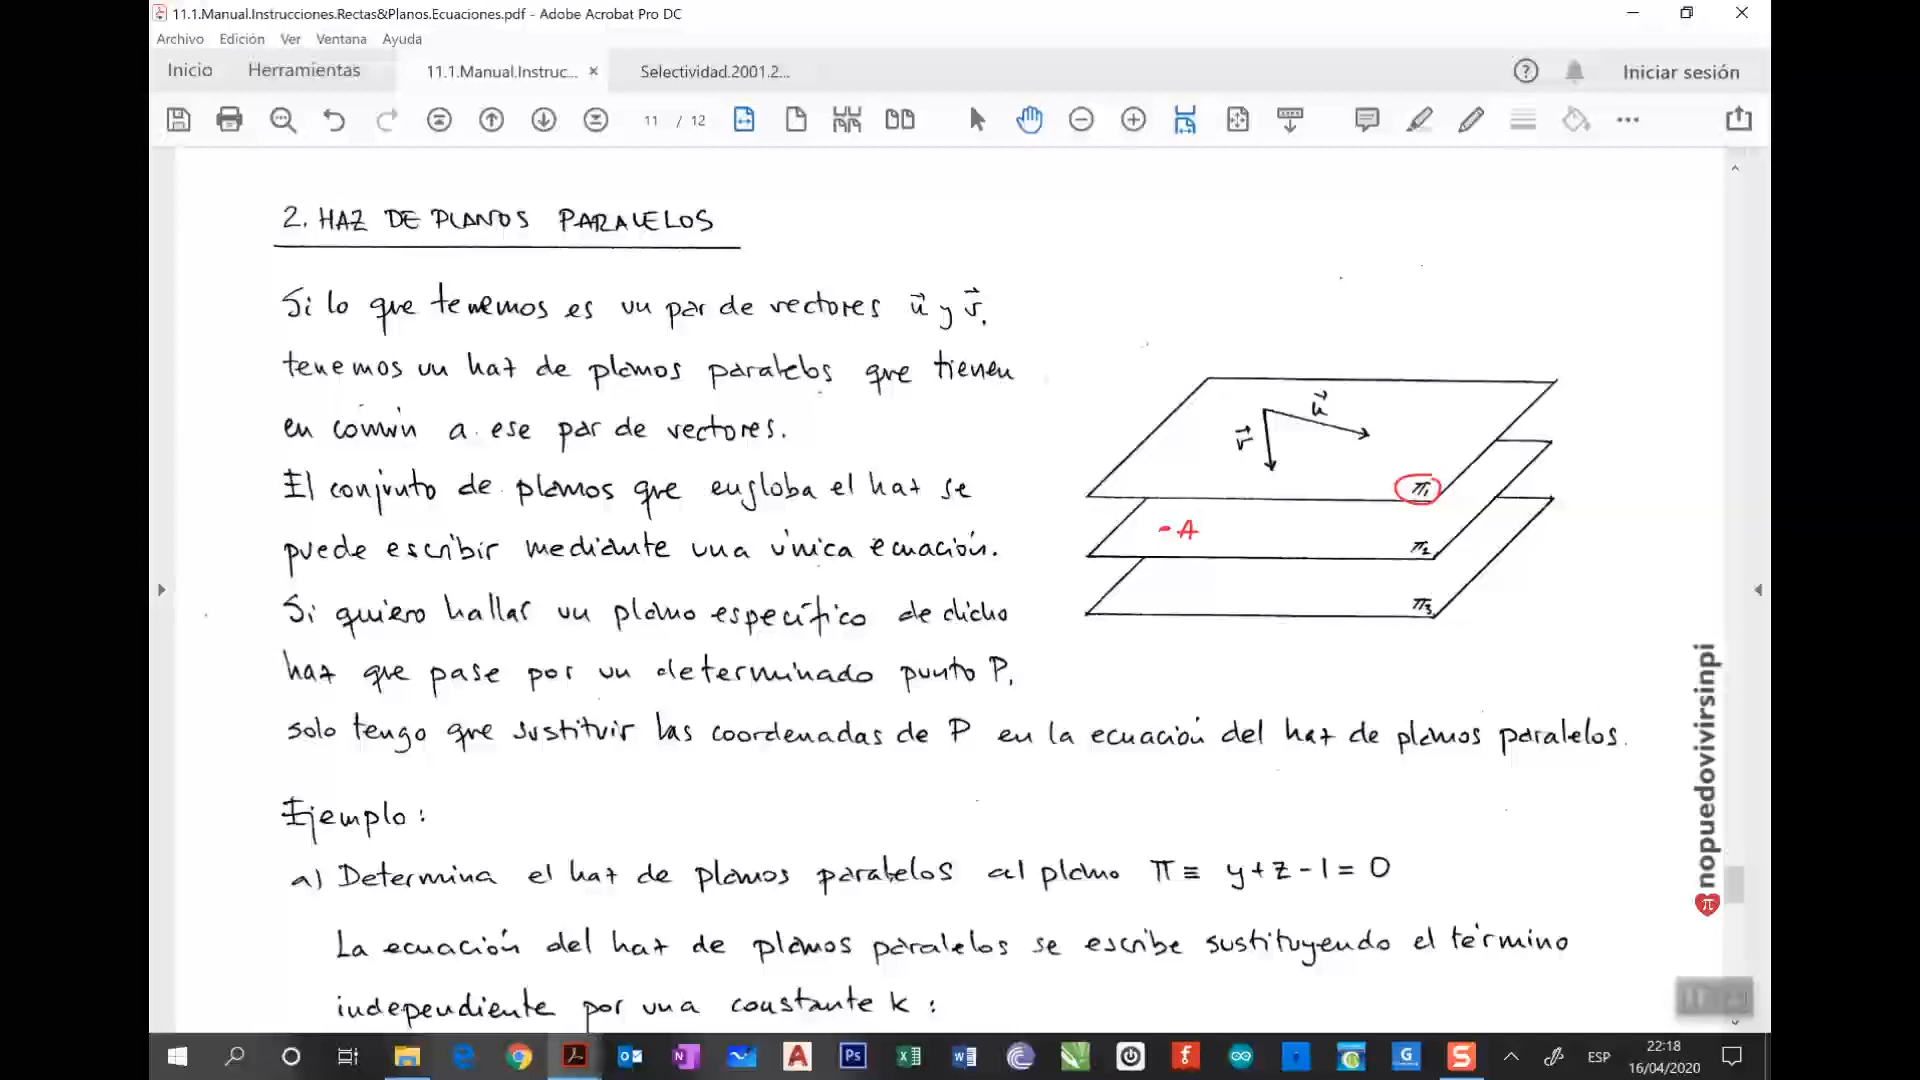 11.1.Manual.Instrucciones.Rectas&Planos.Ecuaciones.pdf - Adobe Acrobat Pro DC
Archivo Edición Ver Ventana Ayuda
Inicio Herramientas 11.1.Manual.Instruc... × Selectividad.2001.2... Iniciar sesión
11 / 12
2. HAZ DE PLANOS PARALELOS
Si lo que tenemos es un par de vectores u⃗ y v⃗,
tenemos un haz de planos paralelos que tienen
en común a ese par de vectores.
El conjunto de planos que engloba el haz se
puede escribir mediante una única ecuación.
Si quiero hallar un plano específico de dicho
haz que pase por un determinado punto P,
solo tengo que sustituir las coordenadas de P en la ecuación del haz de planos paralelos.
u⃗
v⃗
π₁
A
π₂
π₃
Ejemplo:
a) Determina el haz de planos paralelos al plano π ≡ y+z-1=0
La ecuación del haz de planos paralelos se escribe sustituyendo el término
independiente por una constante k:
nopuedovivirsinpi
π
ESP
22:18
16/04/2020